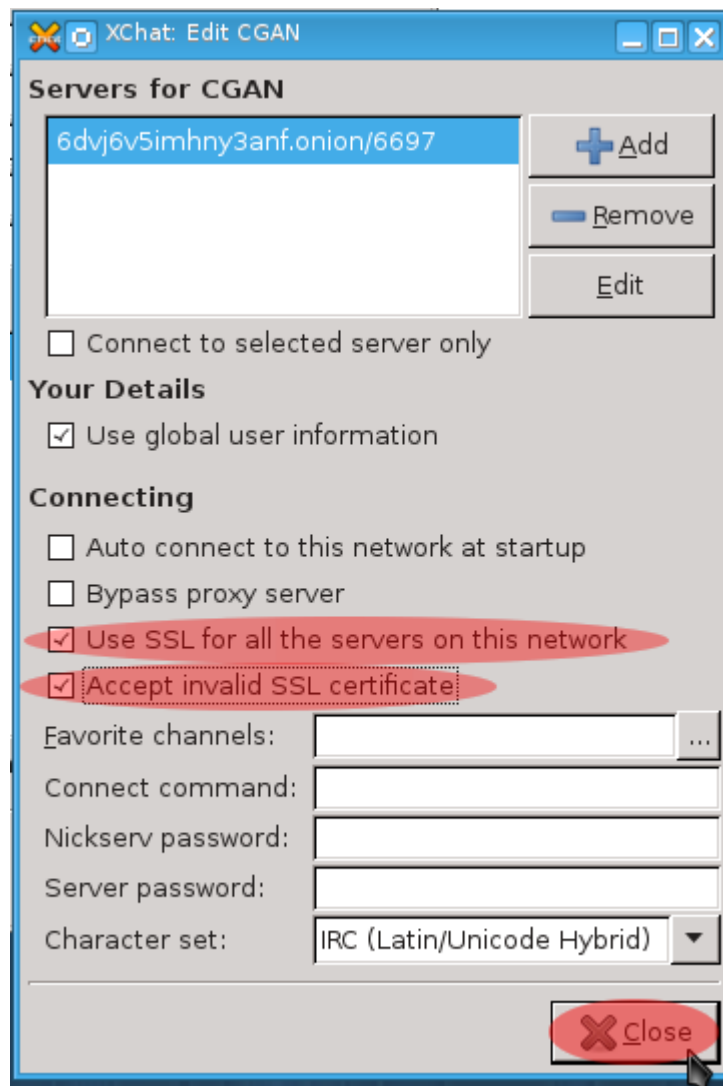 XChat: Edit CGAN
Servers for CGAN
6dvj6v5imhny3anf.onion/6697
Add
Remove
Edit
Connect to selected server only
Your Details
Use global user information
Connecting
Auto connect to this network at startup
Bypass proxy server
Use SSL for all the servers on this network
Accept invalid SSL certificate
Favorite channels:
...
Connect command:
Nickserv password:
Server password:
Character set: IRC (Latin/Unicode Hybrid)
Close